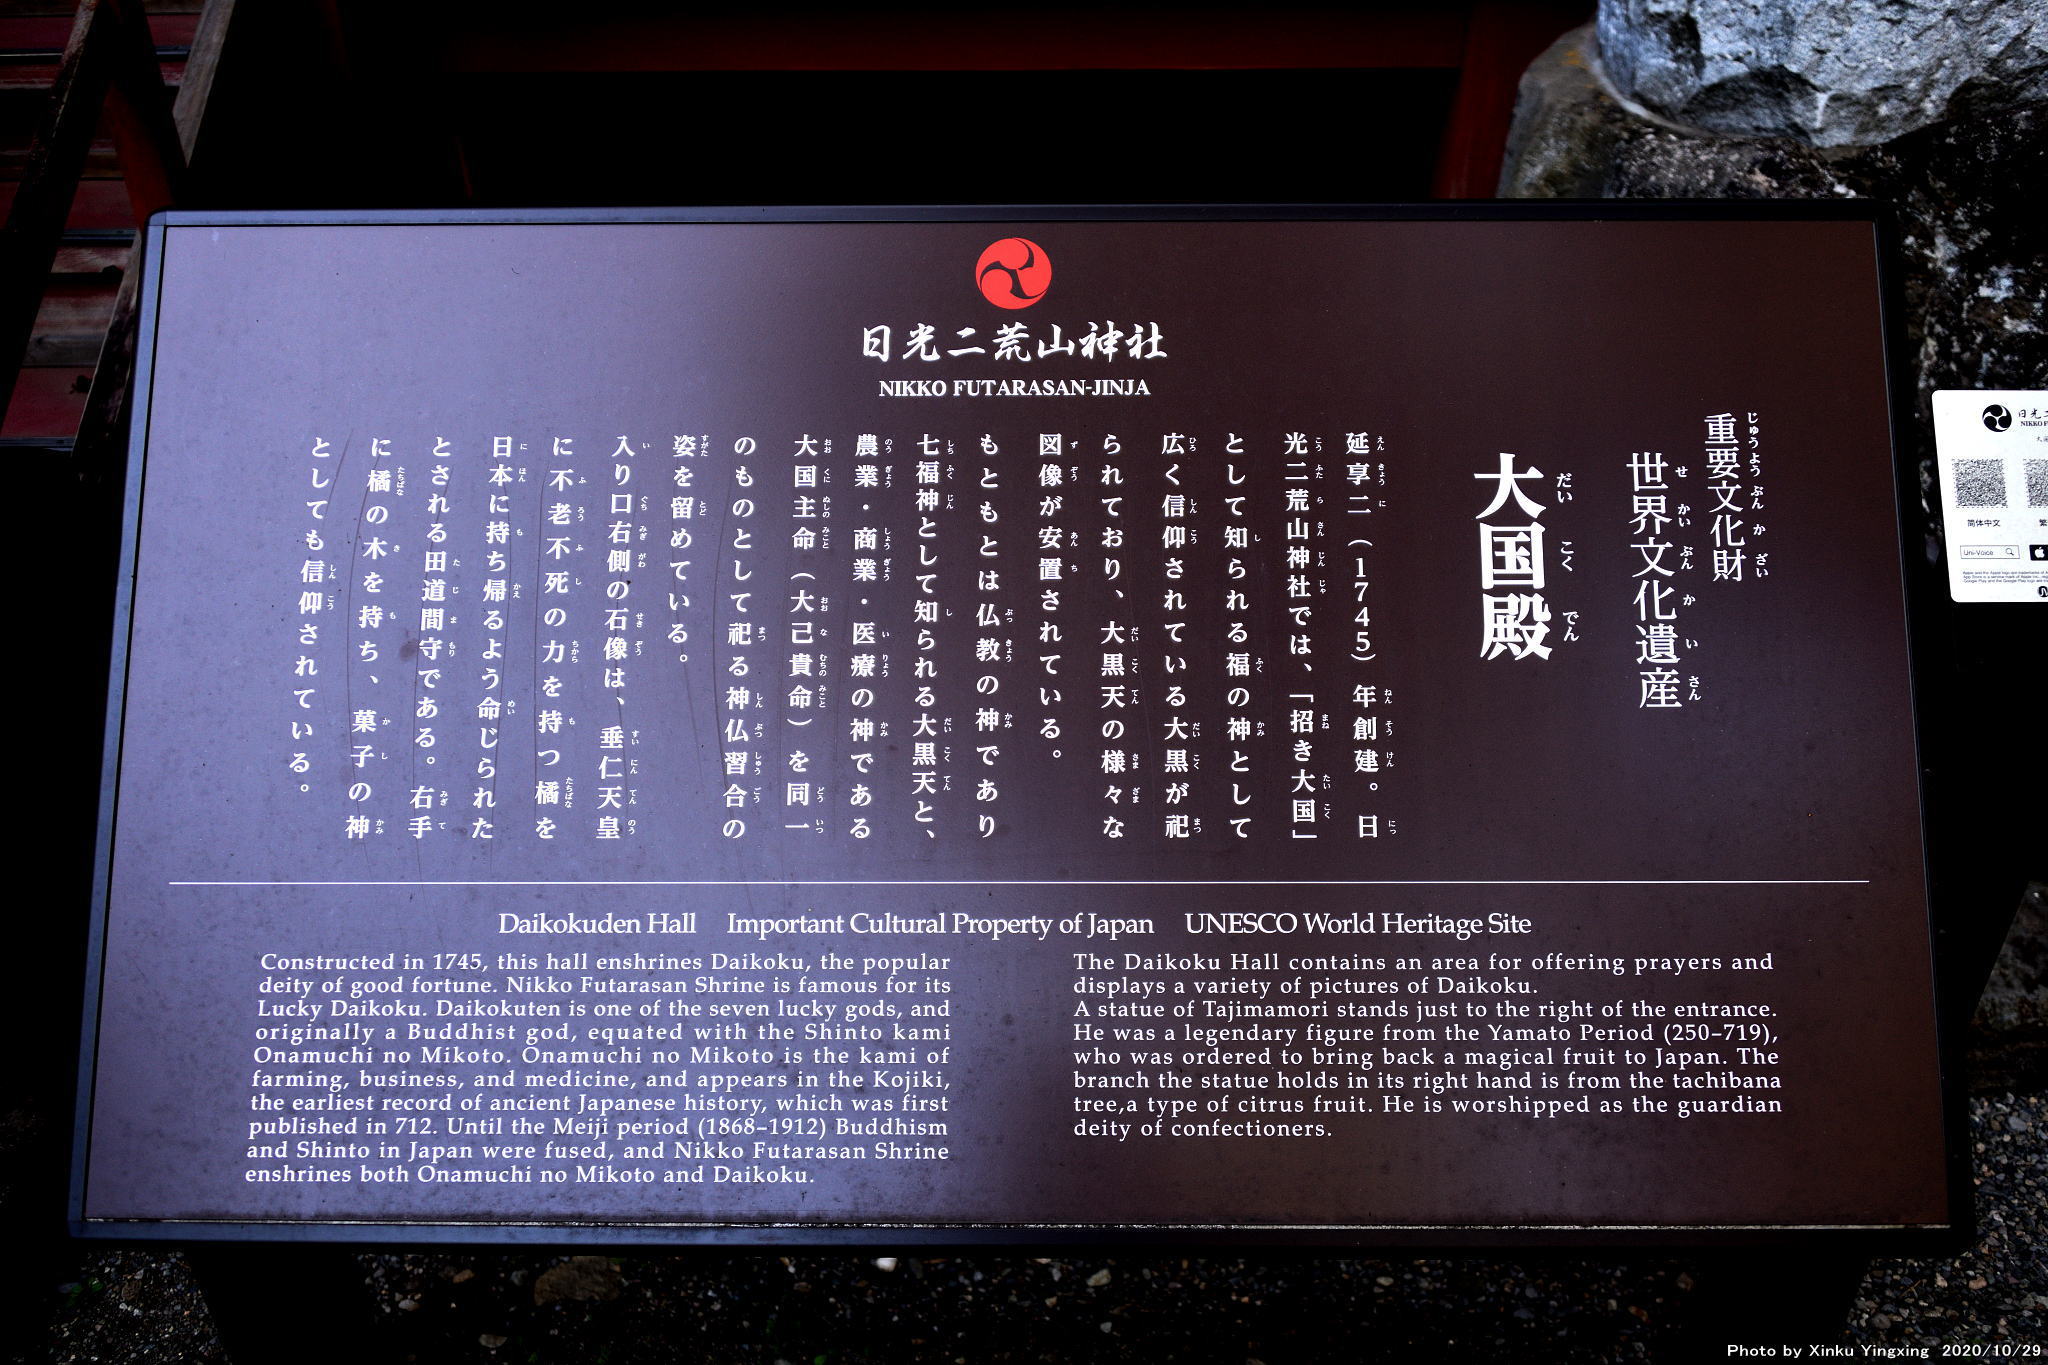 日光二荒山神社
NIKKO FUTARASAN-JINJA
重要文化財
世界文化遺産
大国殿
延享二（1745）年創建。日
光二荒山神社では、「招き大国」
として知られる福の神として
広く信仰されている大黒が祀
られており、大黒天の様々な
図像が安置されている。
もともとは仏教の神であり
七福神として知られる大黒天と、
農業・商業・医療の神である
大国主命（大己貴命）を同一
のものとして祀る神仏習合の
姿を留めている。
入り口右側の石像は、垂仁天皇
に不老不死の力を持つ橘を
日本に持ち帰るよう命じられた
とされる田道間守である。右手
に橘の木を持ち、菓子の神
としても信仰されている。
Daikokuden Hall Important Cultural Property of Japan UNESCO World Heritage Site
Constructed in 1745, this hall enshrines Daikoku, the popular
deity of good fortune. Nikko Futarasan Shrine is famous for its
Lucky Daikoku. Daikokuten is one of the seven lucky gods, and
originally a Buddhist god, equated with the Shinto kami
Onamuchi no Mikoto. Onamuchi no Mikoto is the kami of
farming, business, and medicine, and appears in the Kojiki,
the earliest record of ancient Japanese history, which was first
published in 712. Until the Meiji period (1868–1912) Buddhism
and Shinto in Japan were fused, and Nikko Futarasan Shrine
enshrines both Onamuchi no Mikoto and Daikoku.
The Daikoku Hall contains an area for offering prayers and
displays a variety of pictures of Daikoku.
A statue of Tajimamori stands just to the right of the entrance.
He was a legendary figure from the Yamato Period (250–719),
who was ordered to bring back a magical fruit to Japan. The
branch the statue holds in its right hand is from the tachibana
tree,a type of citrus fruit. He is worshipped as the guardian
deity of confectioners.
日光
NIKKO
简体中文
Uni-Voice
Photo by Xinku Yingxing 2020/10/29